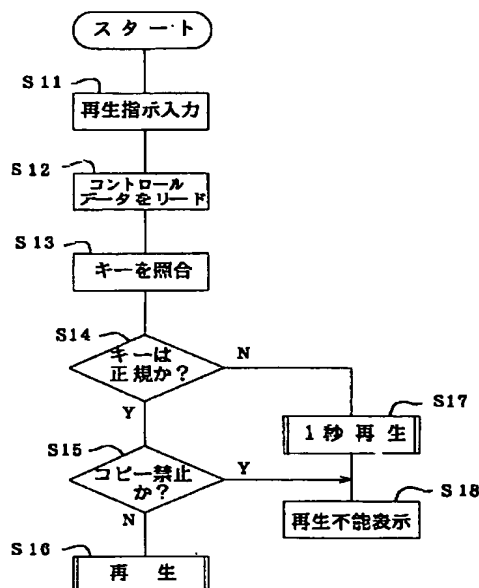 スタート
S11
再生指示入力
S12
コントロール
データをリード
S13
キーを照合
S14
キーは
正規か?
N
Y
S17
1秒再生
S15
コピー禁止
か?
Y
N
S18
再生不能表示
S16
再生